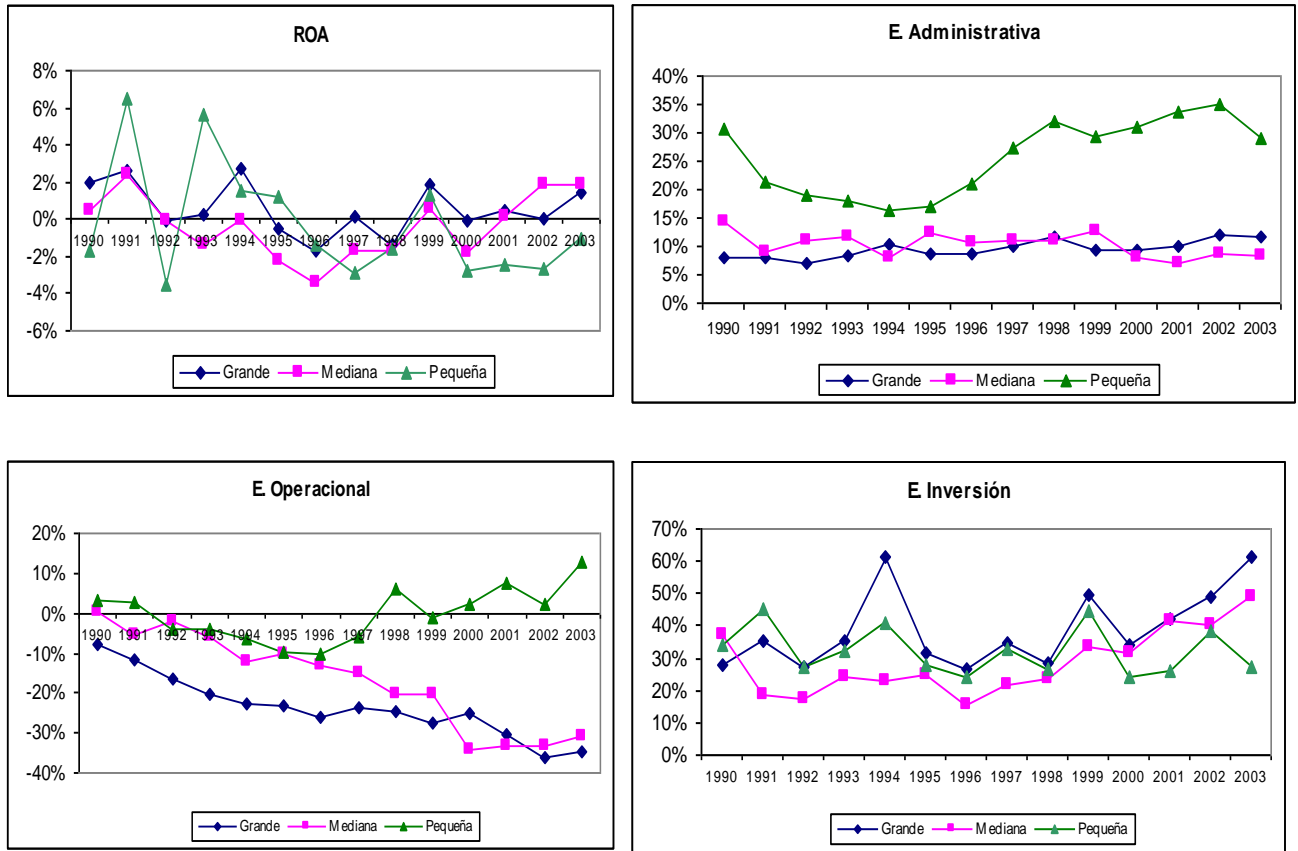 ROA
8%
6%
4%
2%
0%
-2%
-4%
-6%
1990 1991 1992 1993 1994 1995 1996 1997 1998 1999 2000 2001 2002 2003
Grande Mediana Pequeña
E. Administrativa
40%
35%
30%
25%
20%
15%
10%
5%
0%
1990 1991 1992 1993 1994 1995 1996 1997 1998 1999 2000 2001 2002 2003
Grande Mediana Pequeña
E. Operacional
20%
10%
0%
-10%
-20%
-30%
-40%
1990 1991 1992 1993 1994 1995 1996 1997 1998 1999 2000 2001 2002 2003
Grande Mediana Pequeña
E. Inversión
70%
60%
50%
40%
30%
20%
10%
0%
1990 1991 1992 1993 1994 1995 1996 1997 1998 1999 2000 2001 2002 2003
Grande Mediana Pequeña